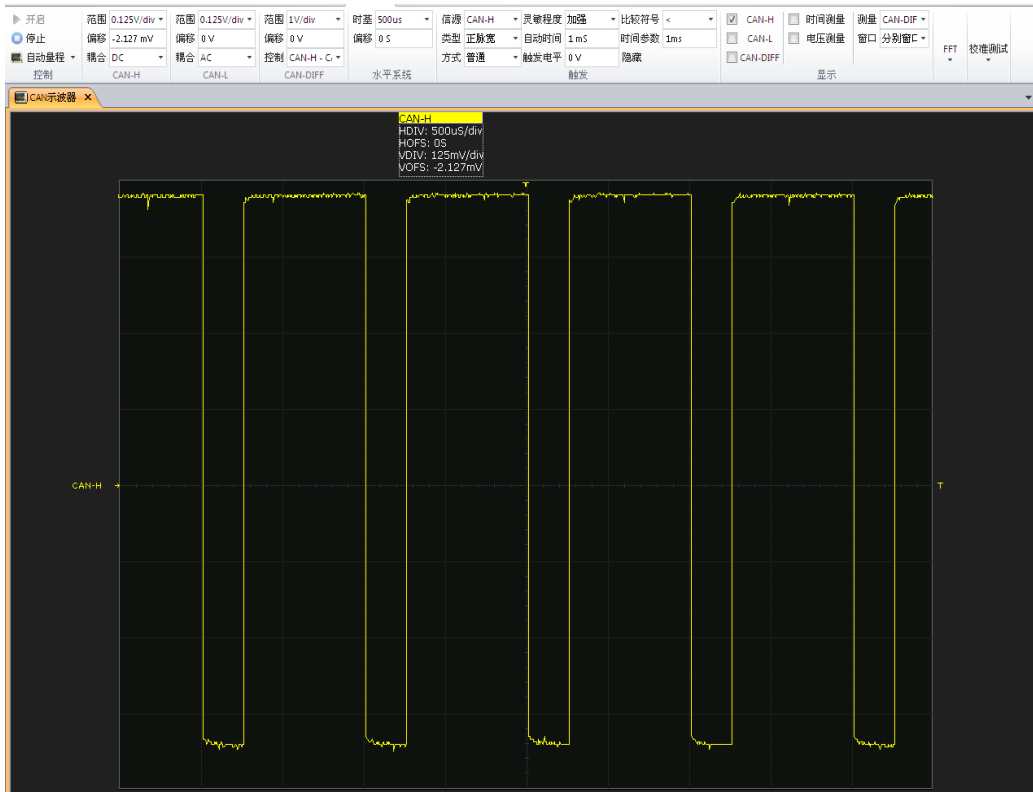 开启 范围 0.125V/div 范围 0.125V/div 范围 1V/div 时基 500us 信源 CAN-H 灵敏程度 加强 比较符号 < CAN-H 时间测量 测量 CAN-DIF
停止 偏移 -2.127 mV 偏移 0 V 偏移 0 V 偏移 0 S 类型 正脉宽 自动时间 1 mS 时间参数 1ms CAN-L 电压测量 窗口 分别窗
自动量程 耦合 DC 耦合 AC 控制 CAN-H - C 方式 普通 触发电平 0 V 隐藏 CAN-DIFF FFT 校准测试
控制 CAN-H CAN-L CAN-DIFF 水平系统 触发 显示
CAN示波器
CAN-H
HDIV: 500uS/div
HOFS: 0S
VDIV: 125mV/div
VOFS: -2.127mV
T
CAN-H
T